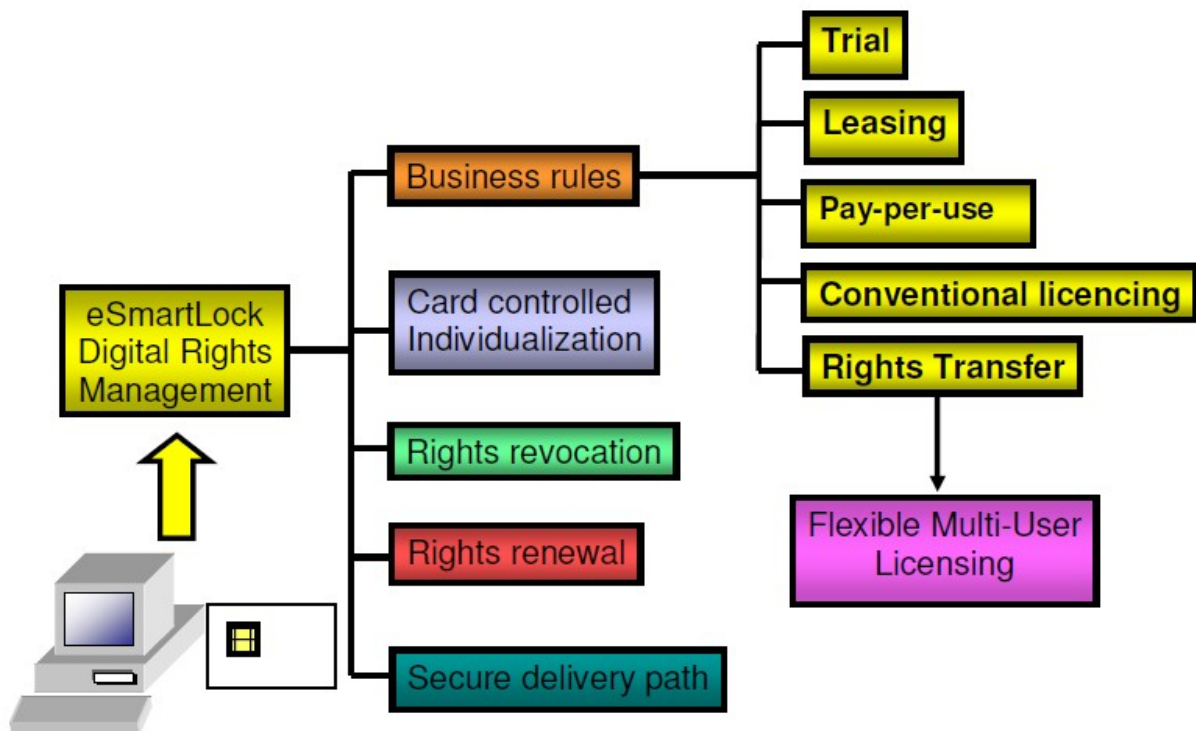 Trial
Leasing
Business rules
Pay-per-use
Card controlled
Individualization
Conventional licencing
eSmartLock
Digital Rights
Management
Rights Transfer
Rights revocation
Flexible Multi-User
Licensing
Rights renewal
Secure delivery path